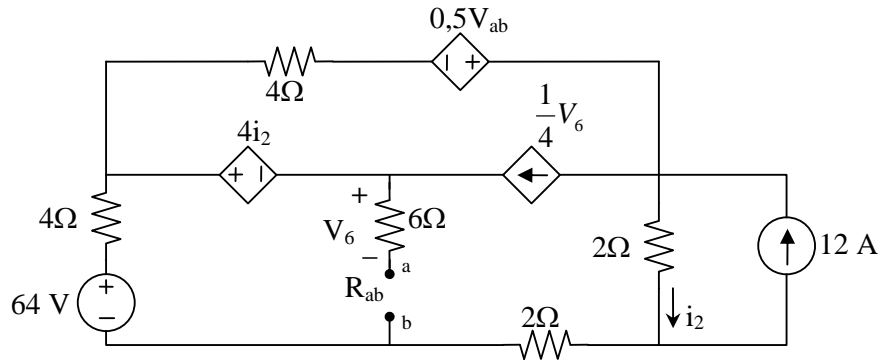 0,5V_ab
4Ω
1/4 V_6
4i_2
+ −
− +
4Ω
+
V_6
6Ω
−
a
R_ab
b
2Ω
12 A
64 V
+
−
2Ω
i_2